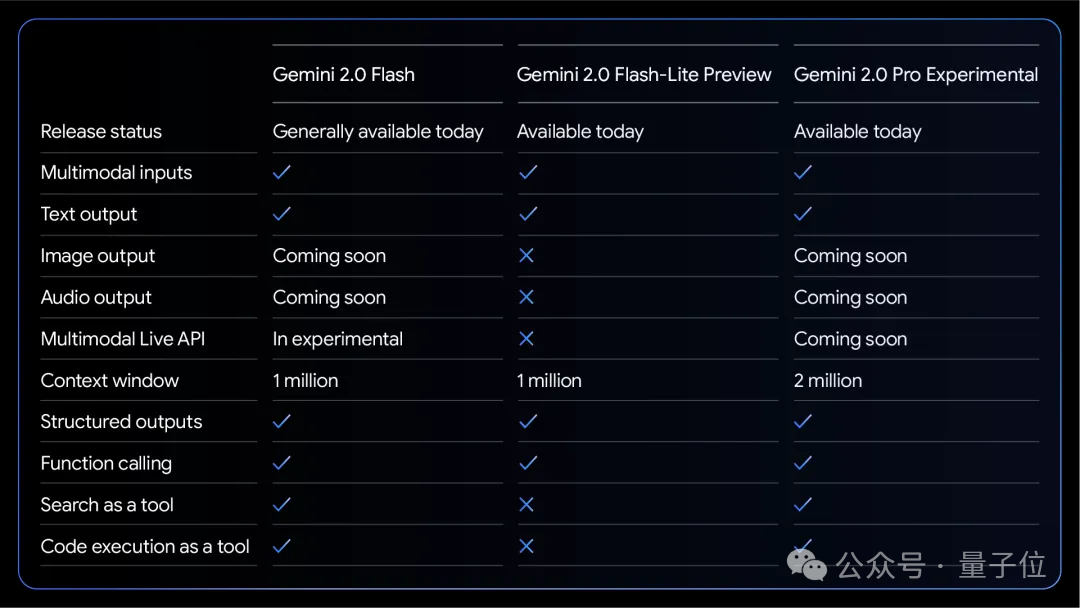 Gemini 2.0 Flash Gemini 2.0 Flash-Lite Preview Gemini 2.0 Pro Experimental
Release status Generally available today Available today Available today
Multimodal inputs ✓ ✓ ✓
Text output ✓ ✓ ✓
Image output Coming soon ✕ Coming soon
Audio output Coming soon ✕ Coming soon
Multimodal Live API In experimental ✕ Coming soon
Context window 1 million 1 million 2 million
Structured outputs ✓ ✓ ✓
Function calling ✓ ✓ ✓
Search as a tool ✓ ✕ ✓
Code execution as a tool ✓ ✕ ✓
公众号 · 量子位